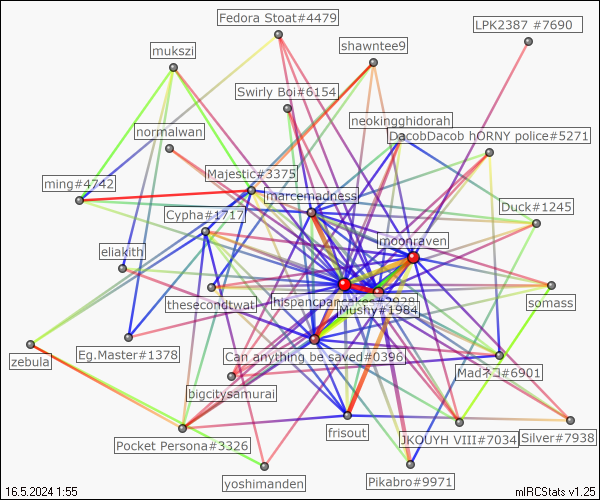 Fedora Stoat#4479
LPK2387 #7690
mukszi
shawntee9
Swirly Boi#6154
neokingghidorah
normalwan
DacobDacob hORNY police#5271
Majestic#3375
ming#4742
marcemadness
Duck#1245
Cypha#1717
moonraven
eliakith
thesecondtwat
hispancpancakes#2938
Mushy#1984
somass
zebula
Eg.Master#1378
Can anything be saved#0396
Madネコ#6901
bigcitysamurai
frisout
JKOUYH VIII#7034
Silver#7938
Pocket Persona#3326
yoshimanden
Pikabro#9971
16.5.2024 1:55
mIRCStats v1.25